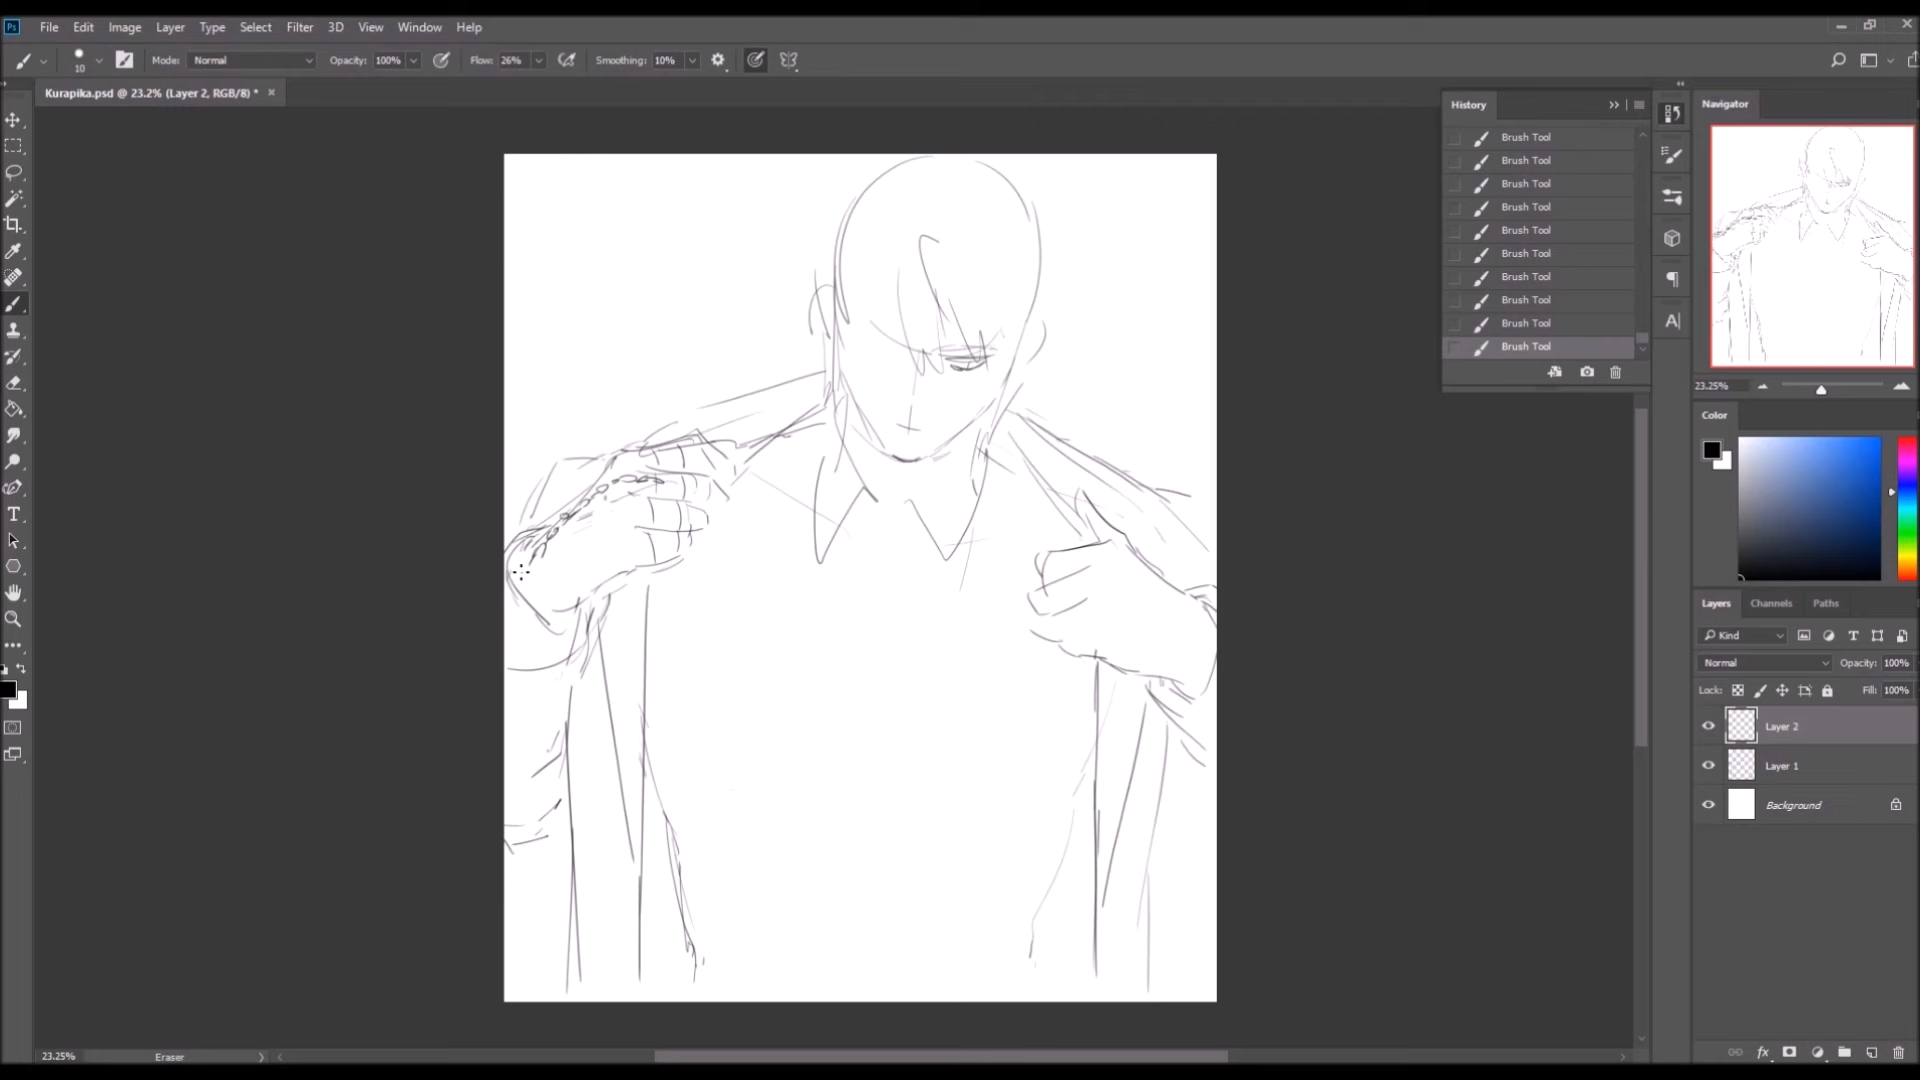 Ps File Edit Image Layer Type Select Filter 3D View Window Help
10 Mode: Normal Opacity: 100% Flow: 26% Smoothing: 10%
Kurapika.psd @ 23.2% (Layer 2, RGB/8) *
History
Brush Tool
Brush Tool
Brush Tool
Brush Tool
Brush Tool
Brush Tool
Brush Tool
Brush Tool
Brush Tool
Brush Tool
Navigator
23.25%
Color
Layers Channels Paths
Kind
Normal Opacity: 100%
Lock: Fill: 100%
Layer 2
Layer 1
Background
fx
23.25% Eraser